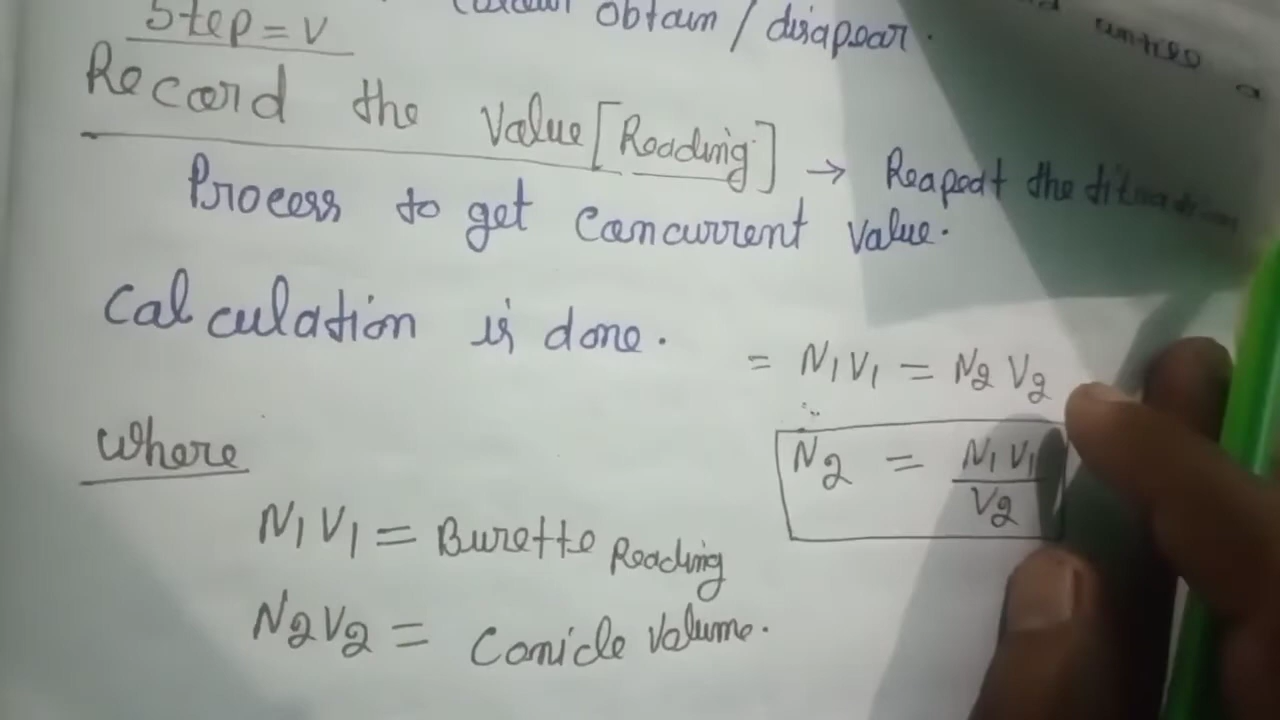 Step = V
obtain / disapear.
Record the Value [Reading] → Reapeat the titration
Process to get Concurrent Value.
Calculation is done.
= N1V1 = N2V2
∴ N2 = N1V1 / V2
where
N1V1 = Burette Reading
N2V2 = Conicle Volume.